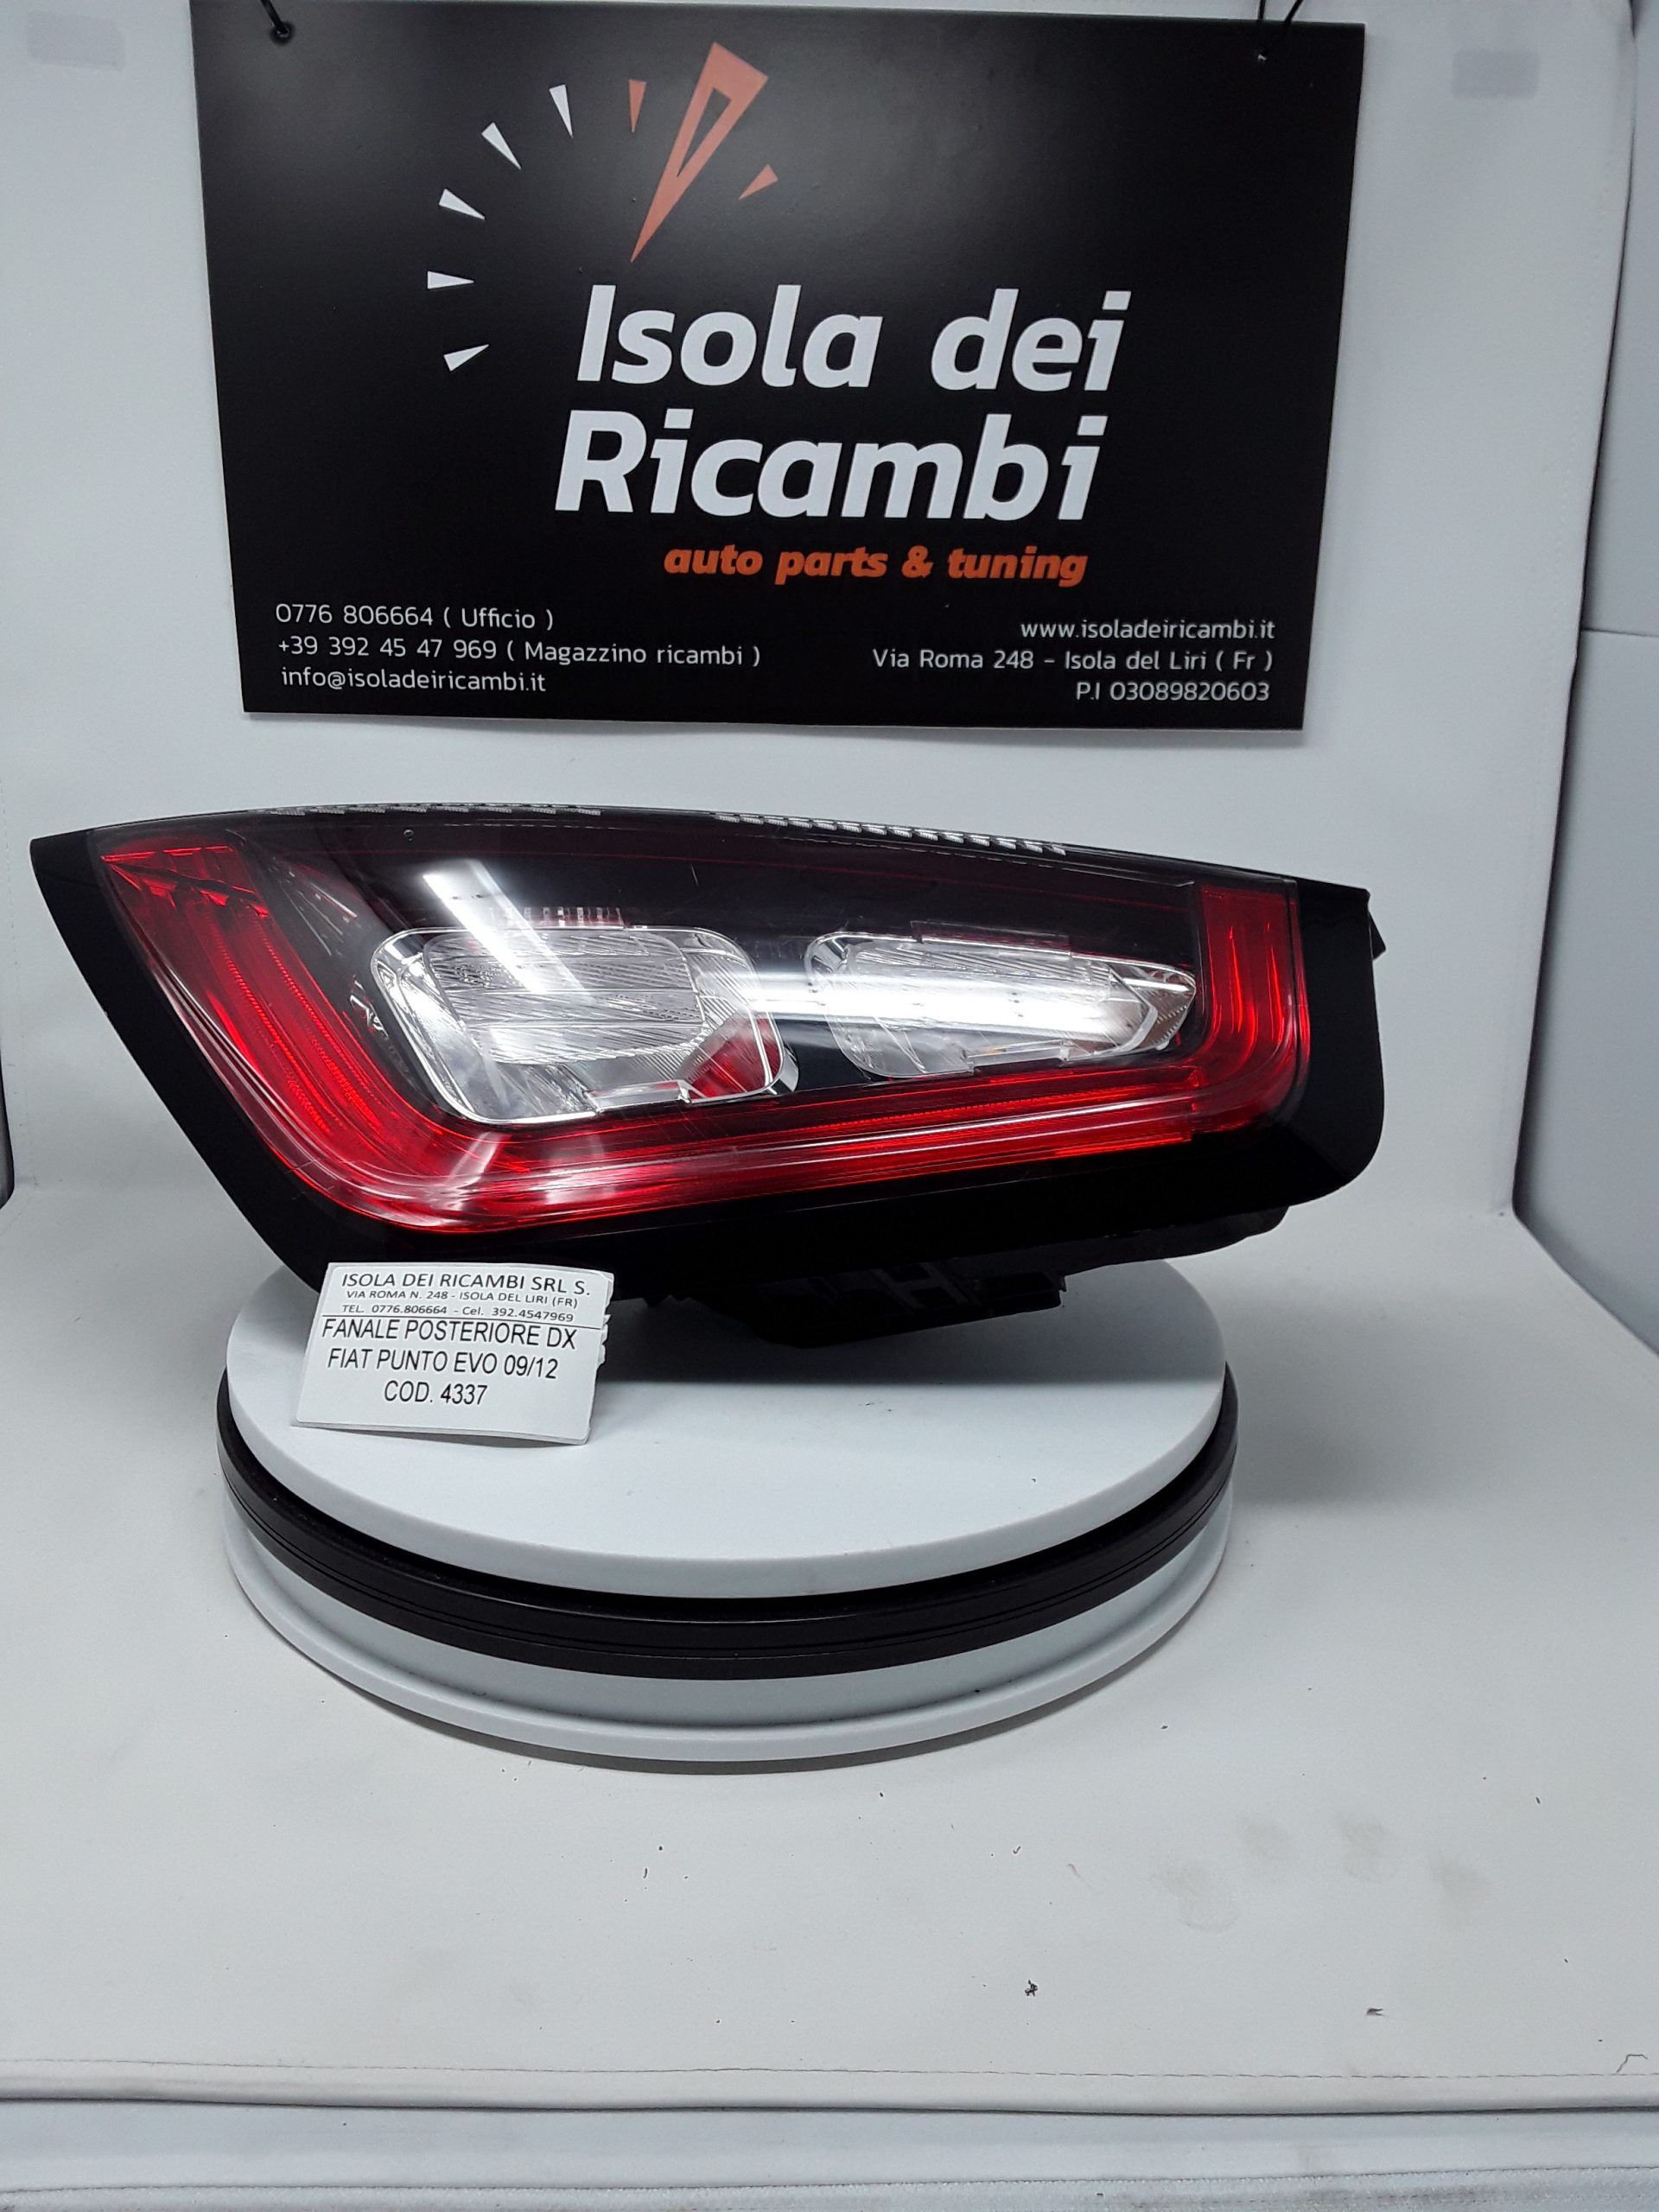 Isola dei
Ricambi
auto parts & tuning
0776 806664 ( Ufficio )
+39 392 45 47 969 ( Magazzino ricambi )
info@isoladeiricambi.it
www.isoladeiricambi.it
Via Roma 248 - Isola del Liri ( Fr )
P.I 03089820603
ISOLA DEI RICAMBI SRL S.
VIA ROMA N. 248 - ISOLA DEL LIRI (FR)
TEL. 0776.806664 - Cel. 392.4547969
FANALE POSTERIORE DX
FIAT PUNTO EVO 09/12
COD. 4337